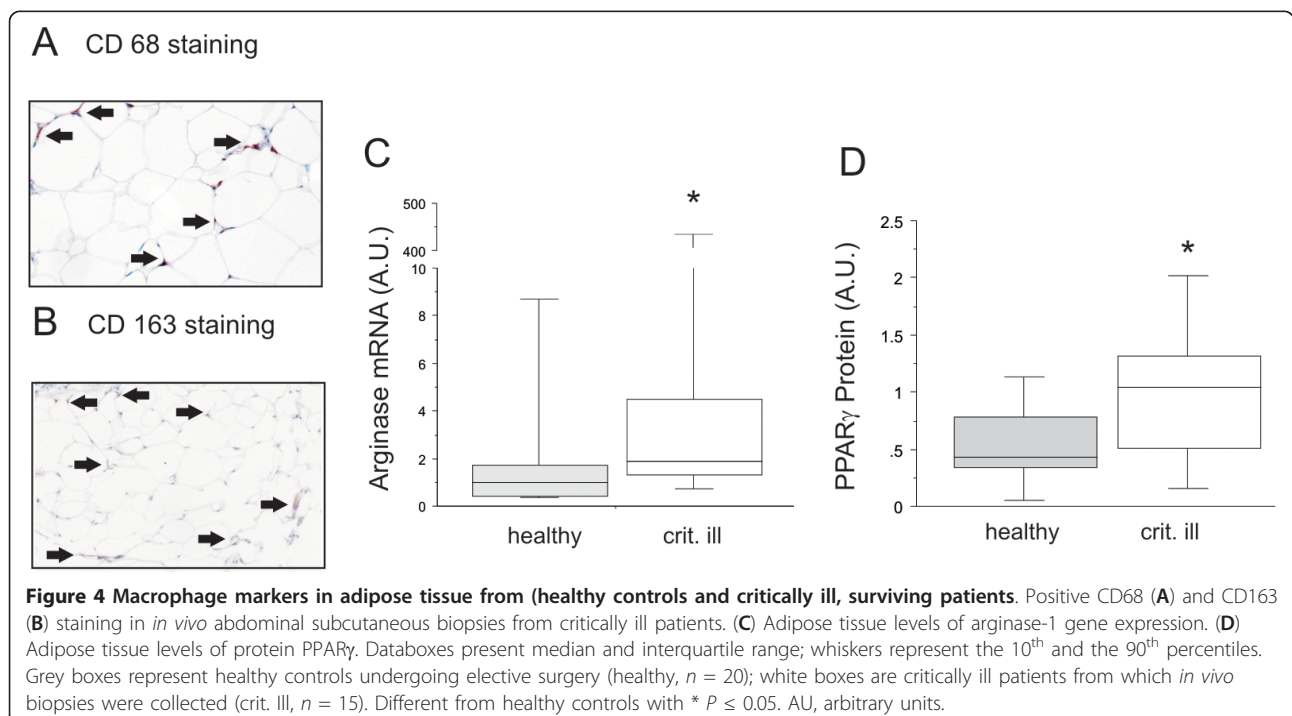 A CD 68 staining
B CD 163 staining
C
Arginase mRNA (A.U.)
500
400
10
8
6
4
2
0
*
healthy
crit. ill
D
PPARγ Protein (A.U.)
2.5
2
1.5
1
.5
0
*
healthy
crit. ill
Figure 4 Macrophage markers in adipose tissue from (healthy controls and critically ill, surviving patients. Positive CD68 (A) and CD163
(B) staining in in vivo abdominal subcutaneous biopsies from critically ill patients. (C) Adipose tissue levels of arginase-1 gene expression. (D)
Adipose tissue levels of protein PPARγ. Databoxes present median and interquartile range; whiskers represent the 10th and the 90th percentiles.
Grey boxes represent healthy controls undergoing elective surgery (healthy, n = 20); white boxes are critically ill patients from which in vivo
biopsies were collected (crit. Ill, n = 15). Different from healthy controls with * P ≤ 0.05. AU, arbitrary units.